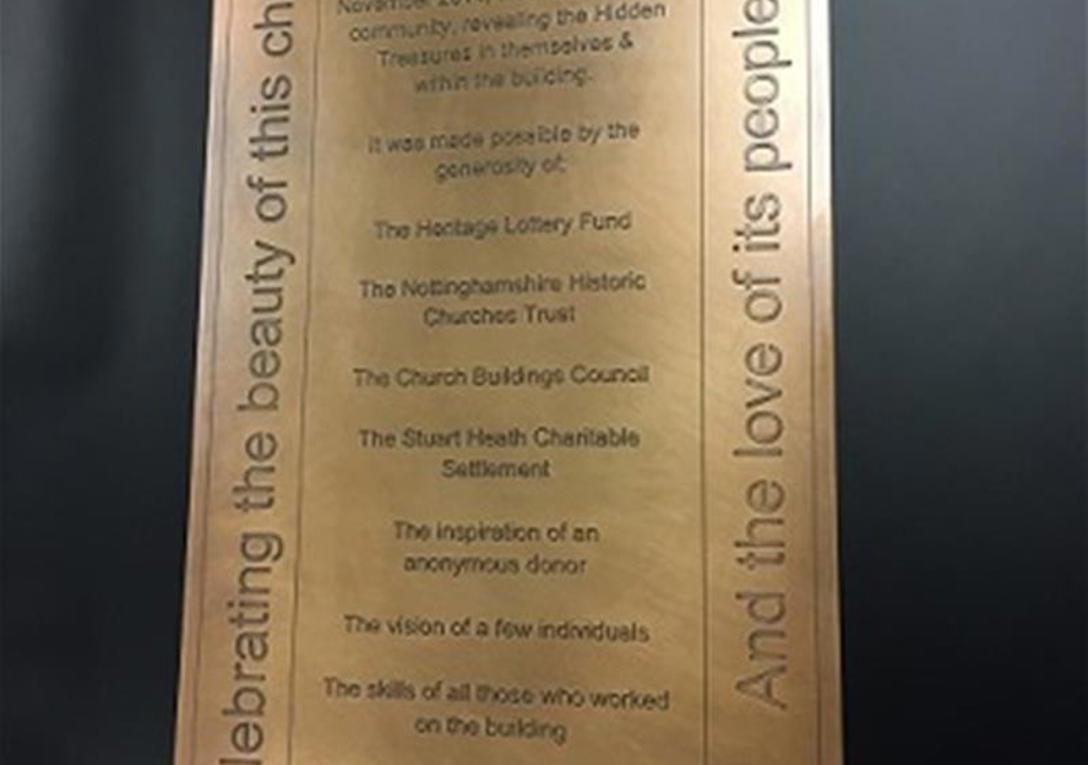 November
community, revealing the Hidden
Treasures in themselves &
within the building.
It was made possible by the
generosity of;
The Heritage Lottery Fund
The Nottinghamshire Historic
Churches Trust
The Church Buildings Council
The Stuart Heath Charitable
Settlement
The inspiration of an
anonymous donor
The vision of a few individuals
The skills of all those who worked
on the building
lebrating the beauty of this ch
And the love of its people